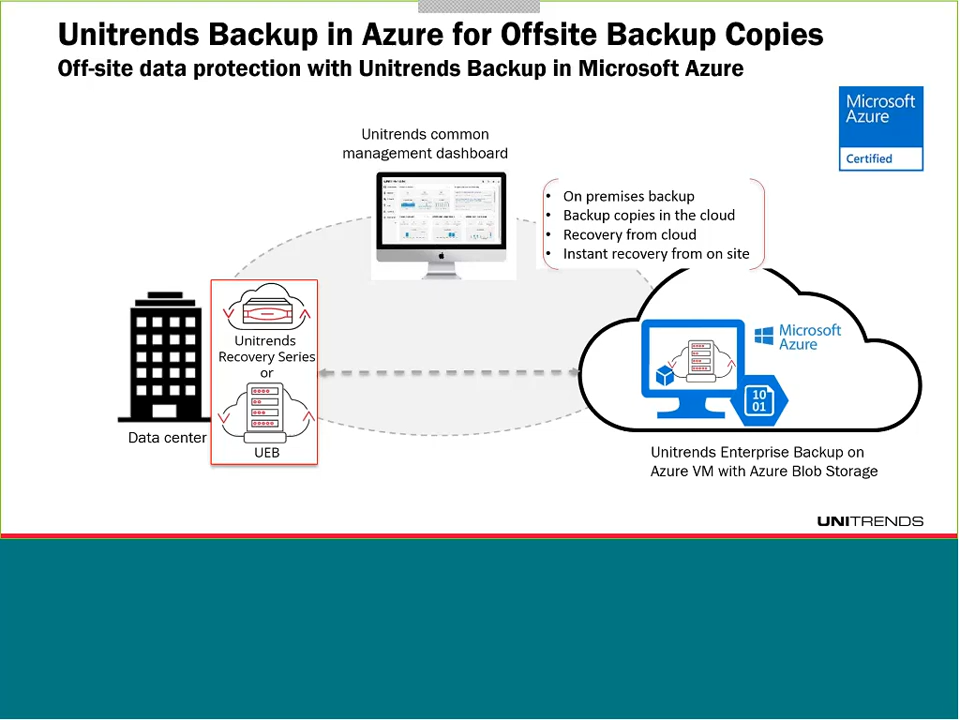 Unitrends Backup in Azure for Offsite Backup Copies
Off-site data protection with Unitrends Backup in Microsoft Azure
Microsoft
Azure
Certified
Unitrends common
management dashboard
• On premises backup
• Backup copies in the cloud
• Recovery from cloud
• Instant recovery from on site
Unitrends
Recovery Series
or
UEB
Data center
Microsoft
Azure
10
01
Unitrends Enterprise Backup on
Azure VM with Azure Blob Storage
UNITRENDS